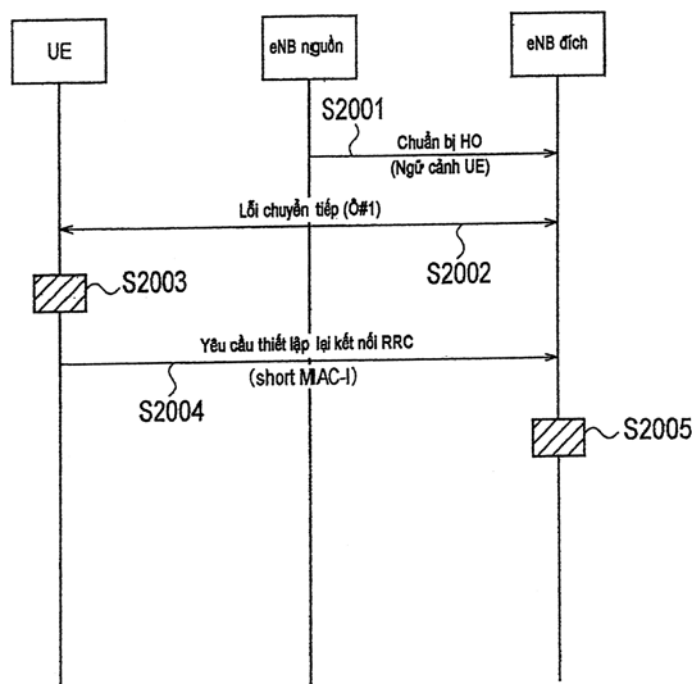 UE
eNB nguồn
eNB đích
S2001
Chuẩn bị HO
(Ngữ cảnh UE)
Lỗi chuyển tiếp (Ô#1)
S2002
S2003
Yêu cầu thiết lập lại kết nối RRC
(short MAC-I)
S2004
S2005